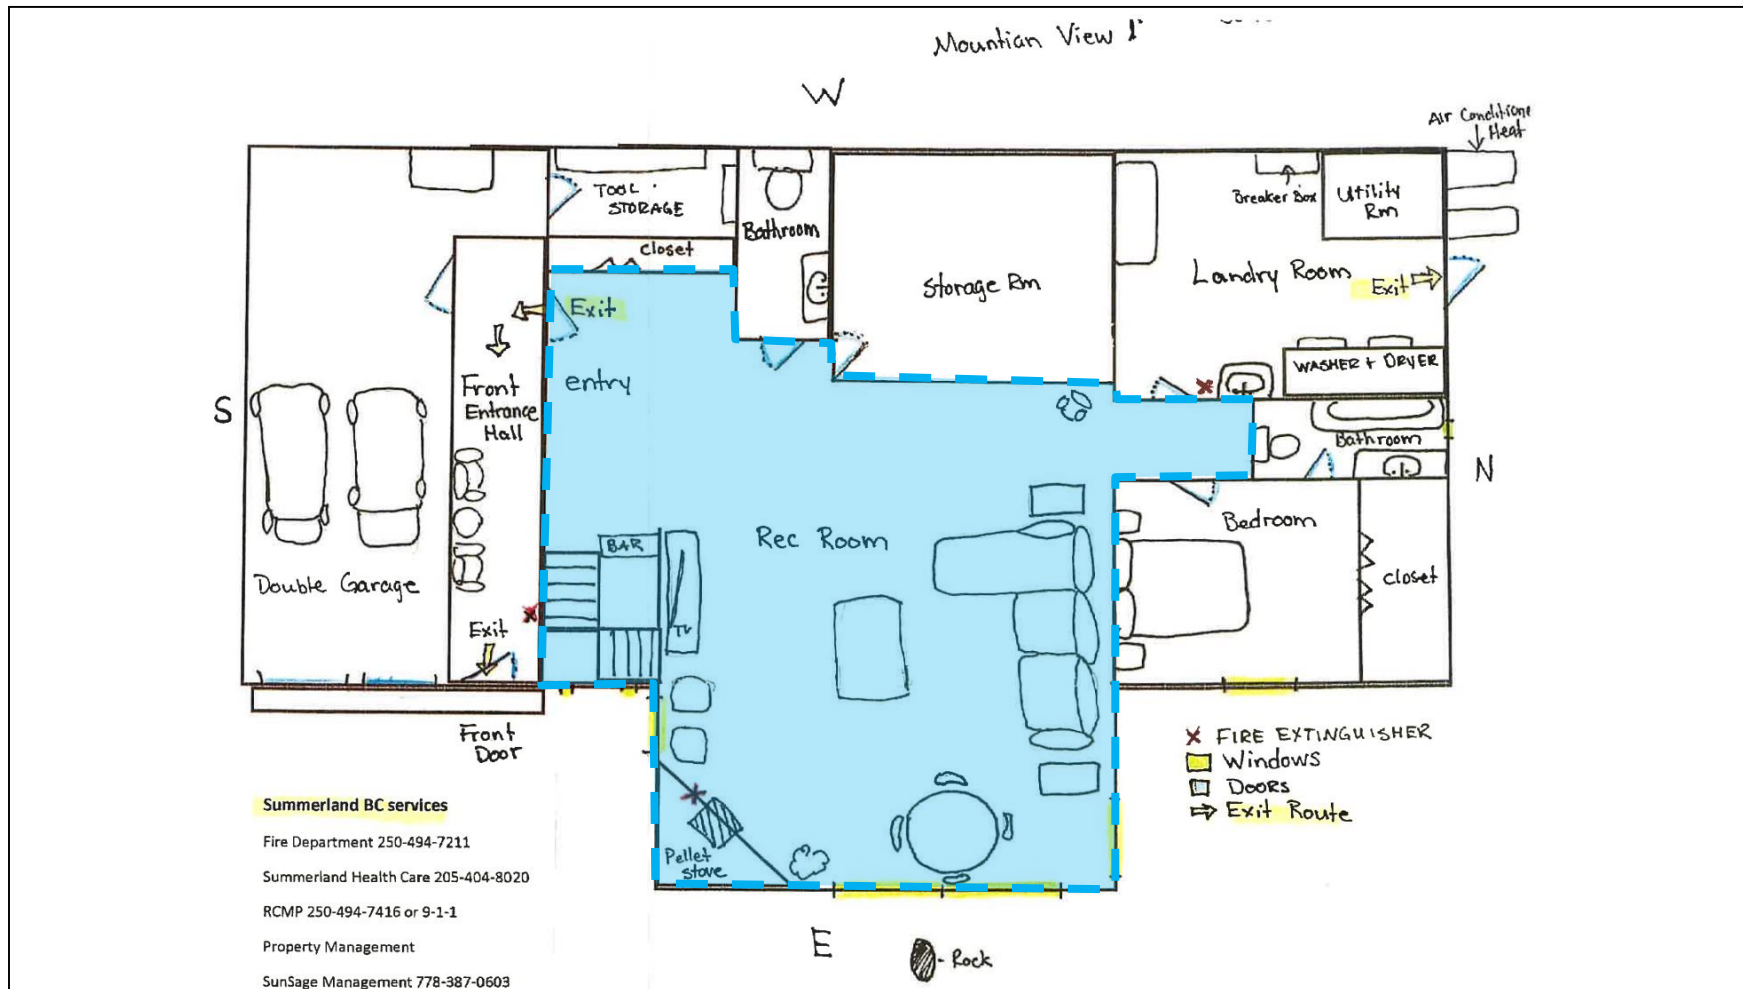 Mountian View 1
W
Air Conditione
Heat
TOOL
STORAGE
Breaker Box
Utility
Rm
Bathroom
closet
Storage Rm
Landry Room
Exit
Exit
entry
WASHER + DRYER
Front
Entrance
Hall
S
Bathroom
N
Bedroom
Rec Room
BAR
closet
Double Garage
TV
Exit
Front
Door
FIRE EXTINGUISHER
Windows
DOORS
Exit Route
Summerland BC services
Fire Department 250-494-7211
Pellet
stove
Summerland Health Care 205-404-8020
RCMP 250-494-7416 or 9-1-1
Property Management
E
- Rock
SunSage Management 778-387-0603